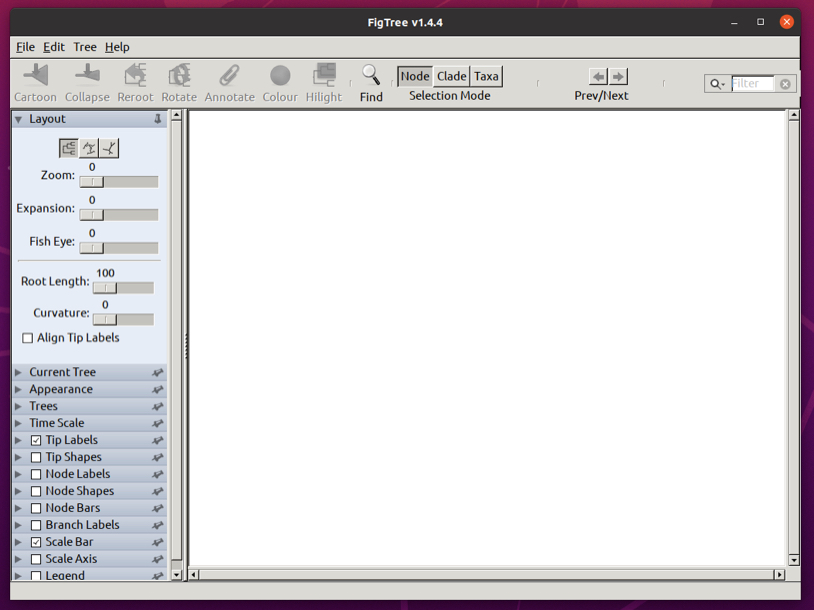 FigTree v1.4.4
File Edit Tree Help
Cartoon Collapse Reroot Rotate Annotate Colour Hilight Find
Node Clade Taxa
Selection Mode
Prev/Next
Filter
Layout
0
Zoom:
0
Expansion:
0
Fish Eye:
100
Root Length:
0
Curvature:
Align Tip Labels
Current Tree
Appearance
Trees
Time Scale
Tip Labels
Tip Shapes
Node Labels
Node Shapes
Node Bars
Branch Labels
Scale Bar
Scale Axis
Legend